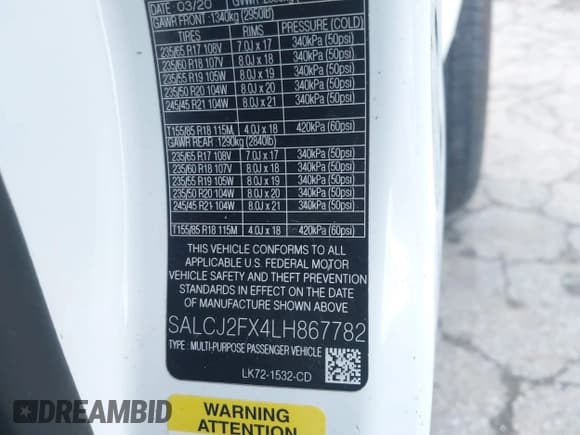 DATE 03/20 GVWR
GAWR FRONT: 1340kg (2950lb)
TIRES RIMS PRESSURE (COLD)
235/65 R17 108V 7.0J x 17 340kPa (50psi)
235/60 R18 107V 8.0J x 18 340kPa (50psi)
235/55 R19 105W 8.0J x 19 340kPa (50psi)
235/50 R20 104W 8.0J x 20 340kPa (50psi)
245/45 R21 104W 8.0J x 21 340kPa (50psi)
T155/85 R18 115M 4.0J x 18 420kPa (60psi)
GAWR REAR: 1290kg (2840lb)
235/65 R17 108V 7.0J x 17 340kPa (50psi)
235/60 R18 107V 8.0J x 18 340kPa (50psi)
235/55 R19 105W 8.0J x 19 340kPa (50psi)
235/50 R20 104W 8.0J x 20 340kPa (50psi)
245/45 R21 104W 8.0J x 21 340kPa (50psi)
T155/85 R18 115M 4.0J x 18 420kPa (60psi)
THIS VEHICLE CONFORMS TO ALL
APPLICABLE U.S. FEDERAL MOTOR
VEHICLE SAFETY AND THEFT PREVENTION
STANDARDS IN EFFECT ON THE DATE
OF MANUFACTURE SHOWN ABOVE
SALCJ2FX4LH867782
TYPE : MULTI-PURPOSE PASSENGER VEHICLE
LK72-1532-CD
WARNING
ATTENTION
DREAMBID